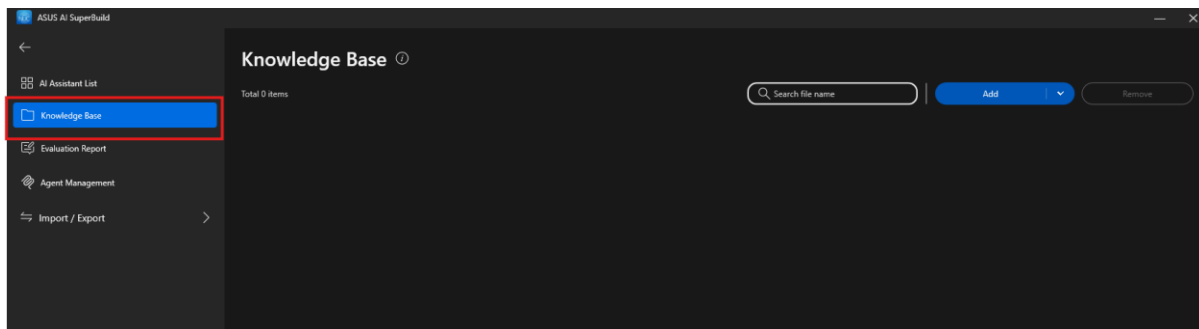 ASUS AI SuperBuild
AI Assistant List
Knowledge Base
Evaluation Report
Agent Management
Import / Export
Knowledge Base
Total 0 items
Search file name
Add
Remove